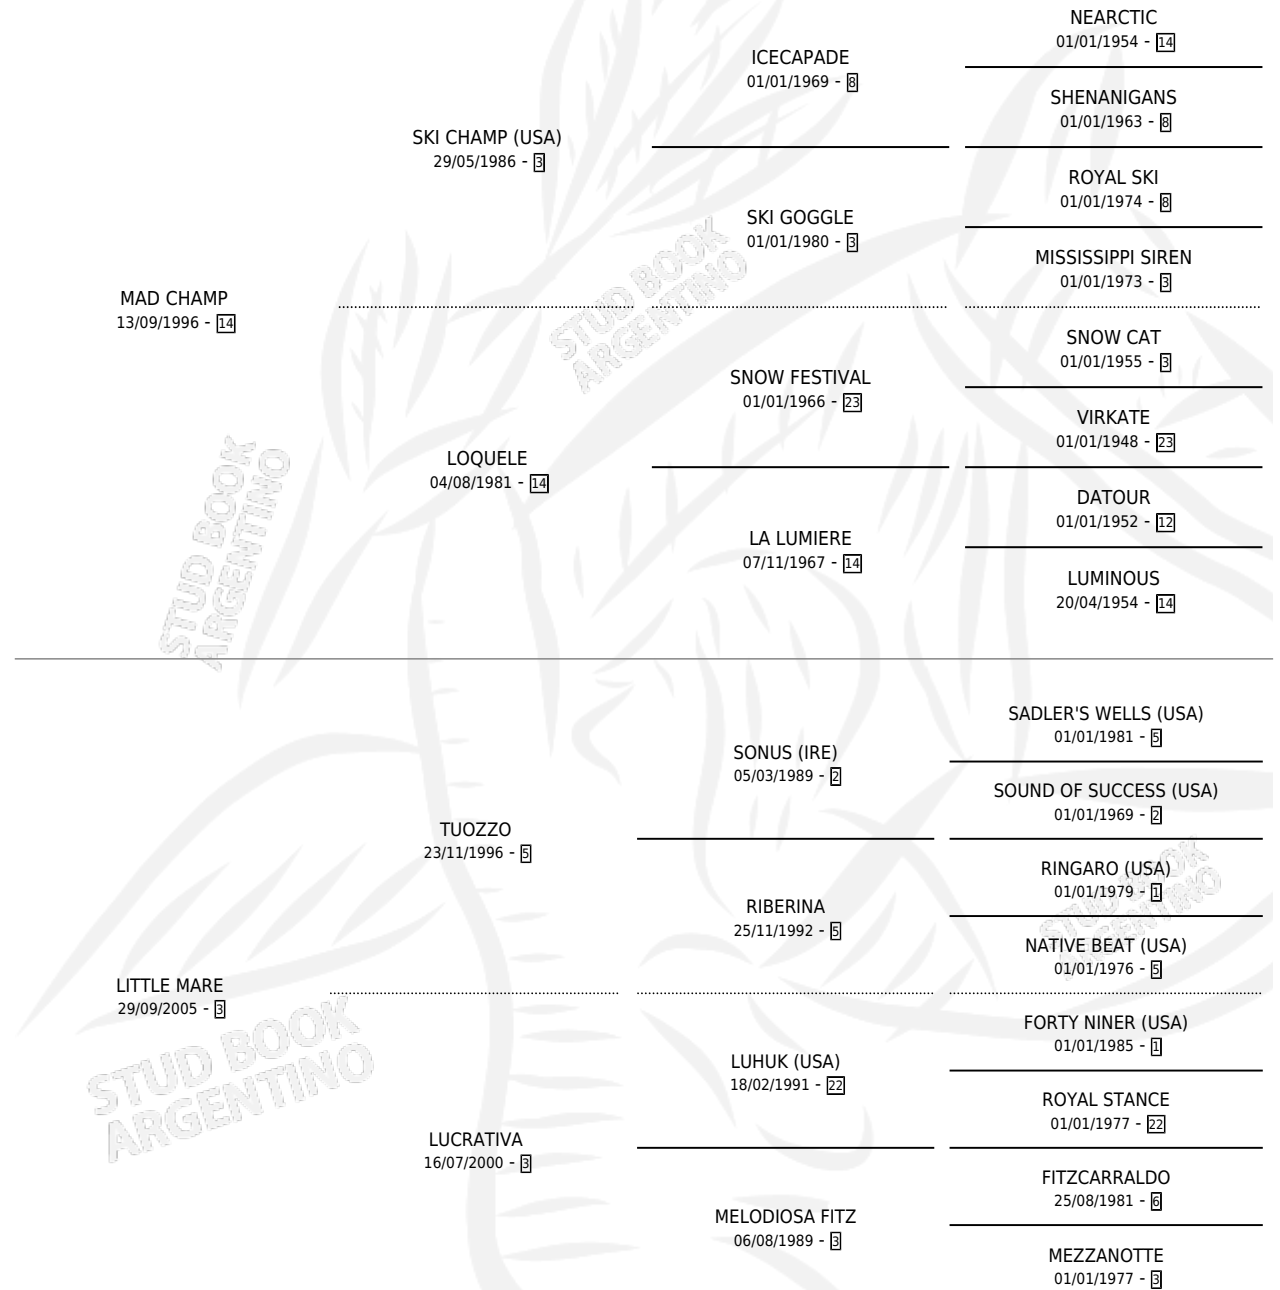 NEARCTIC
01/01/1954 - 14
ICECAPADE
01/01/1969 - 8
SHENANIGANS
01/01/1963 - 8
SKI CHAMP (USA)
29/05/1986 - 3
ROYAL SKI
01/01/1974 - 8
SKI GOGGLE
01/01/1980 - 3
MISSISSIPPI SIREN
01/01/1973 - 3
MAD CHAMP
13/09/1996 - 14
SNOW CAT
01/01/1955 - 3
SNOW FESTIVAL
01/01/1966 - 23
VIRKATE
01/01/1948 - 23
LOQUELE
04/08/1981 - 14
DATOUR
01/01/1952 - 12
LA LUMIERE
07/11/1967 - 14
LUMINOUS
20/04/1954 - 14
STUD BOOK
ARGENTINO
STUD BOOK
ARGENTINO
SADLER'S WELLS (USA)
01/01/1981 - 5
SONUS (IRE)
05/03/1989 - 2
SOUND OF SUCCESS (USA)
01/01/1969 - 2
TUOZZO
23/11/1996 - 5
RINGARO (USA)
01/01/1979 - 1
RIBERINA
25/11/1992 - 5
NATIVE BEAT (USA)
01/01/1976 - 5
LITTLE MARE
29/09/2005 - 3
FORTY NINER (USA)
01/01/1985 - 1
LUHUK (USA)
18/02/1991 - 22
ROYAL STANCE
01/01/1977 - 22
LUCRATIVA
16/07/2000 - 3
FITZCARRALDO
25/08/1981 - 6
MELODIOSA FITZ
06/08/1989 - 3
MEZZANOTTE
01/01/1977 - 3
STUD BOOK
ARGENTINO
STUD BOOK
ARGENTINO